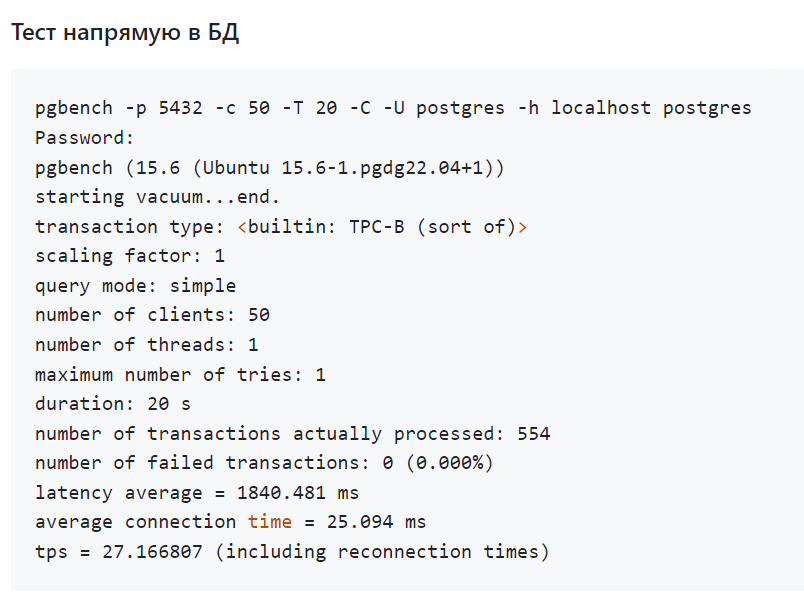 Тест напрямую в БД
pgbench -p 5432 -c 50 -T 20 -C -U postgres -h localhost postgres
Password:
pgbench (15.6 (Ubuntu 15.6-1.pgdg22.04+1))
starting vacuum...end.
transaction type: <builtin: TPC-B (sort of)>
scaling factor: 1
query mode: simple
number of clients: 50
number of threads: 1
maximum number of tries: 1
duration: 20 s
number of transactions actually processed: 554
number of failed transactions: 0 (0.000%)
latency average = 1840.481 ms
average connection time = 25.094 ms
tps = 27.166807 (including reconnection times)